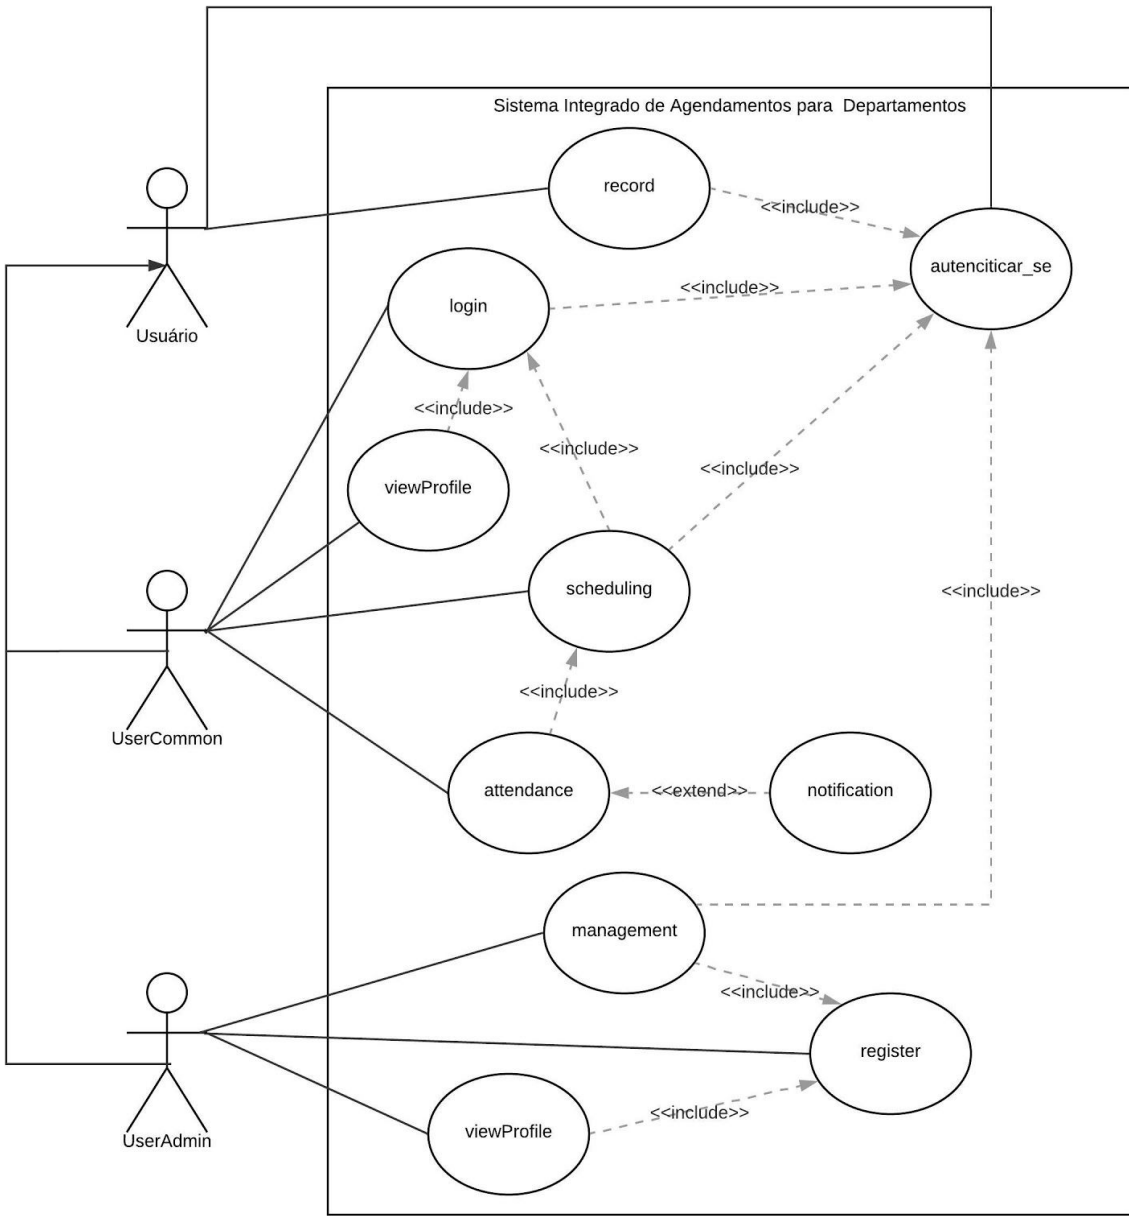 Sistema Integrado de Agendamentos para Departamentos
record
<<include>>
autenciticar_se
<<include>>
login
Usuário
<<include>>
<<include>>
<<include>>
viewProfile
scheduling
<<include>>
<<include>>
UserCommon
attendance
<<extend>>
notification
management
<<include>>
register
<<include>>
viewProfile
UserAdmin